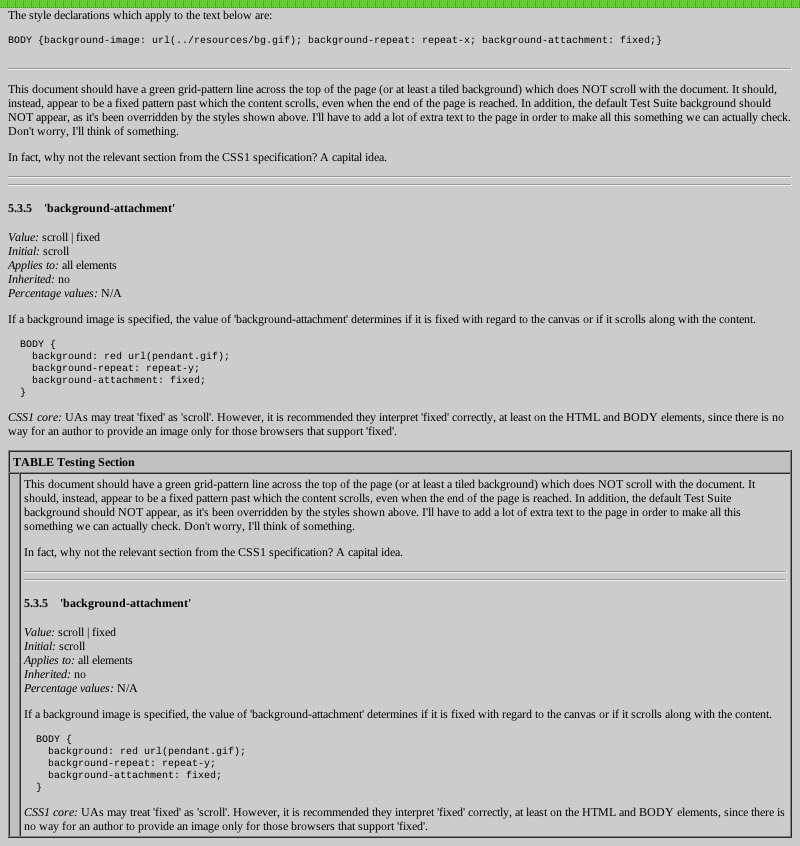 The style declarations which apply to the text below are:
BODY {background-image: url(../resources/bg.gif); background-repeat: repeat-x; background-attachment: fixed;}
This document should have a green grid-pattern line across the top of the page (or at least a tiled background) which does NOT scroll with the document. It should,
instead, appear to be a fixed pattern past which the content scrolls, even when the end of the page is reached. In addition, the default Test Suite background should
NOT appear, as it's been overridden by the styles shown above. I'll have to add a lot of extra text to the page in order to make all this something we can actually check.
Don't worry, I'll think of something.
In fact, why not the relevant section from the CSS1 specification? A capital idea.
5.3.5 'background-attachment'
Value: scroll | fixed
Initial: scroll
Applies to: all elements
Inherited: no
Percentage values: N/A
If a background image is specified, the value of 'background-attachment' determines if it is fixed with regard to the canvas or if it scrolls along with the content.
BODY {
background: red url(pendant.gif);
background-repeat: repeat-y;
background-attachment: fixed;
}
CSS1 core: UAs may treat 'fixed' as 'scroll'. However, it is recommended they interpret 'fixed' correctly, at least on the HTML and BODY elements, since there is no
way for an author to provide an image only for those browsers that support 'fixed'.
TABLE Testing Section
This document should have a green grid-pattern line across the top of the page (or at least a tiled background) which does NOT scroll with the document. It
should, instead, appear to be a fixed pattern past which the content scrolls, even when the end of the page is reached. In addition, the default Test Suite
background should NOT appear, as it's been overridden by the styles shown above. I'll have to add a lot of extra text to the page in order to make all this
something we can actually check. Don't worry, I'll think of something.
In fact, why not the relevant section from the CSS1 specification? A capital idea.
5.3.5 'background-attachment'
Value: scroll | fixed
Initial: scroll
Applies to: all elements
Inherited: no
Percentage values: N/A
If a background image is specified, the value of 'background-attachment' determines if it is fixed with regard to the canvas or if it scrolls along with the content.
BODY {
background: red url(pendant.gif);
background-repeat: repeat-y;
background-attachment: fixed;
}
CSS1 core: UAs may treat 'fixed' as 'scroll'. However, it is recommended they interpret 'fixed' correctly, at least on the HTML and BODY elements, since there is
no way for an author to provide an image only for those browsers that support 'fixed'.